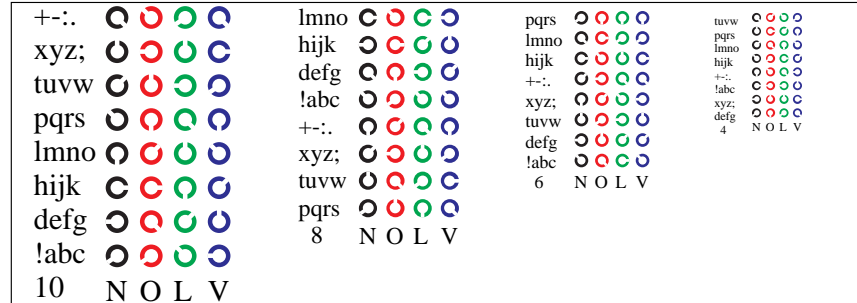 +-:.
xyz;
tuvw
pqrs
lmno
hijk
defg
!abc
10 N O L V
lmno
hijk
defg
!abc
+-:.
xyz;
tuvw
pqrs
8 N O L V
pqrs
lmno
hijk
+-:.
xyz;
tuvw
defg
!abc
6 N O L V
tuvw
pqrs
lmno
hijk
+-:.
!abc
xyz;
defg
4 N O L V